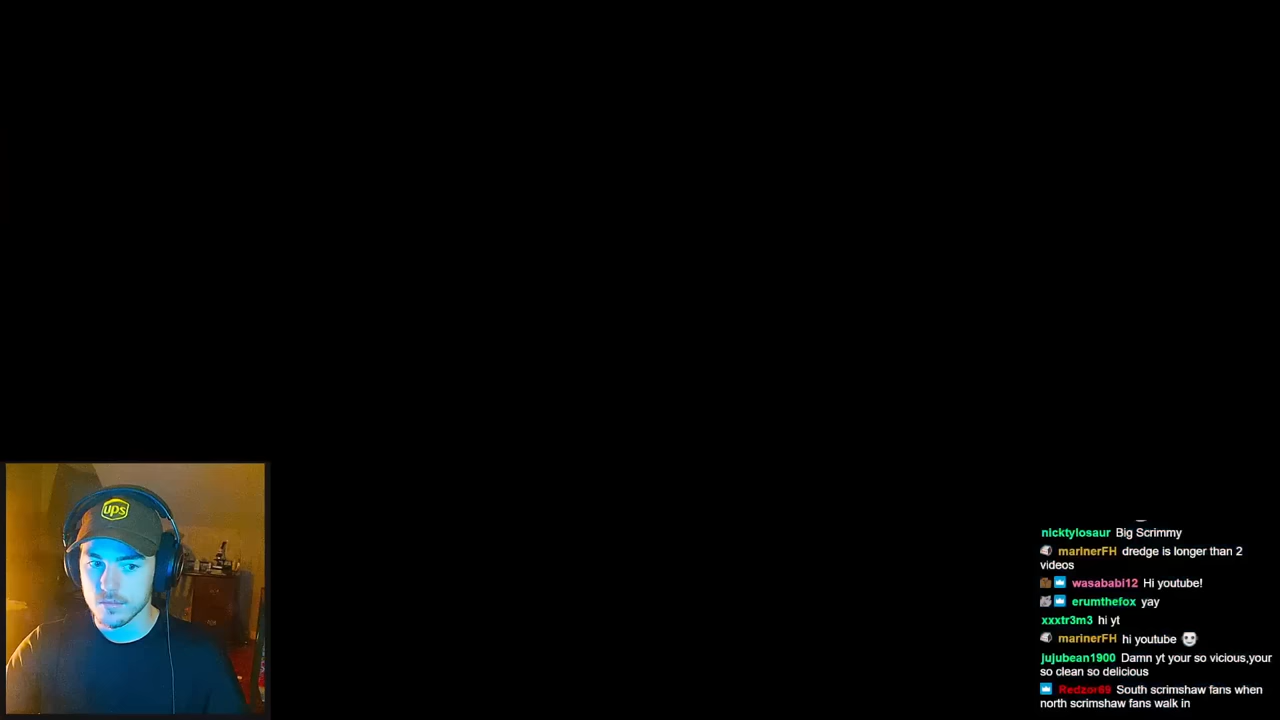 ups
nicktylosaur Big Scrimmy
marinerFH dredge is longer than 2
videos
wasababi12 Hi youtube!
erumthefox yay
xxxtr3m3 hi yt
marinerFH hi youtube
jujubean1900 Damn yt your so vicious,your
so clean so delicious
Redzor69 South scrimshaw fans when
north scrimshaw fans walk in